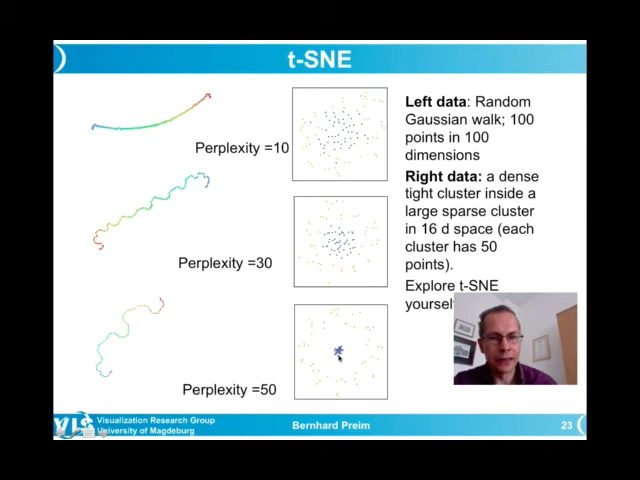 t-SNE
Perplexity =10
Perplexity =30
Perplexity =50
Left data: Random
Gaussian walk; 100
points in 100
dimensions
Right data: a dense
tight cluster inside a
large sparse cluster
in 16 d space (each
cluster has 50
points).
Explore t-SNE
VIS
Visualization Research Group
University of Magdeburg
Bernhard Preim
23